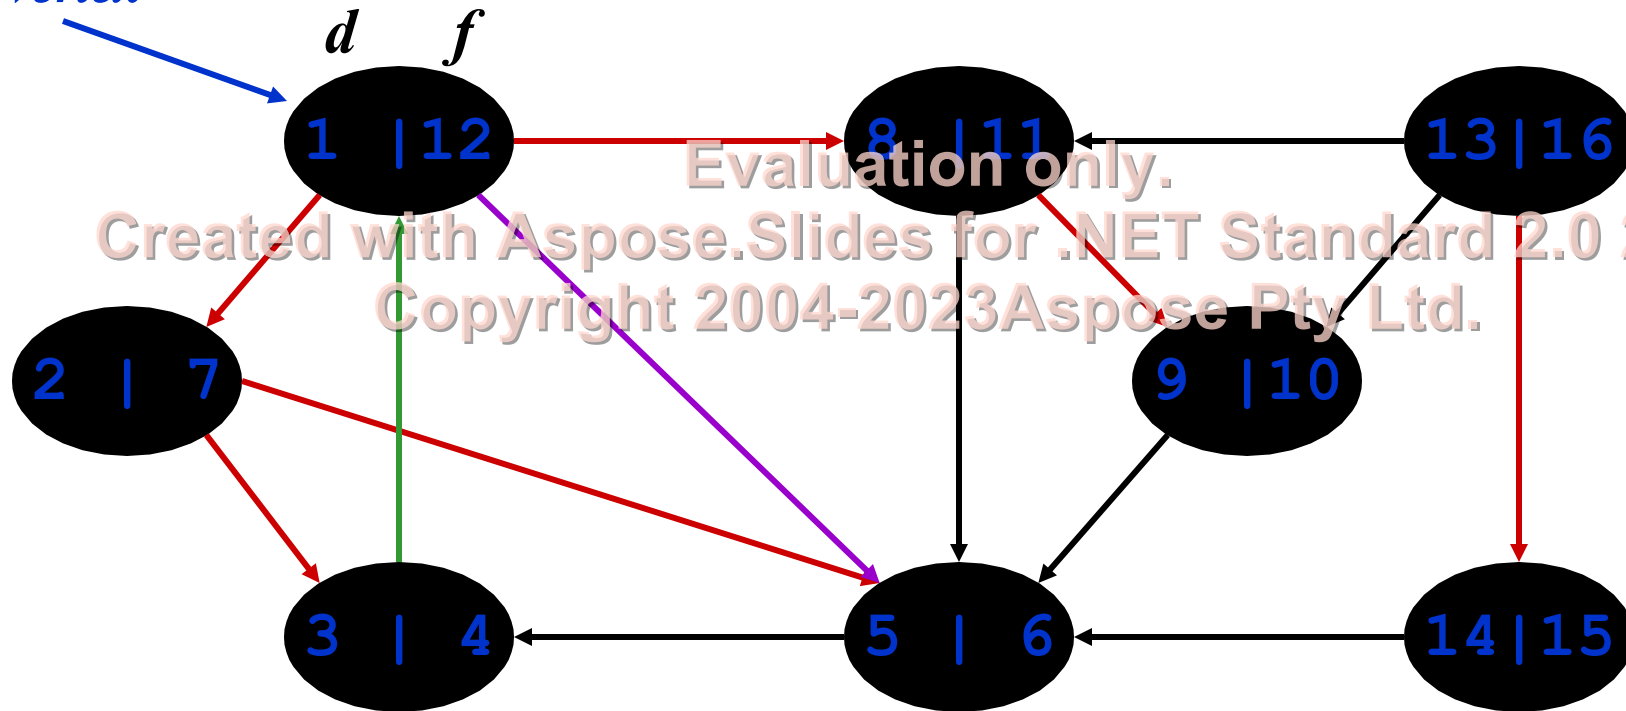 d f
1 |12 8 |11 13|16
Evaluation only.
Created with Aspose.Slides for .NET Standard 2.0
Copyright 2004-2023Aspose Pty Ltd.
2 | 7 9 |10
3 | 4 5 | 6 14|15